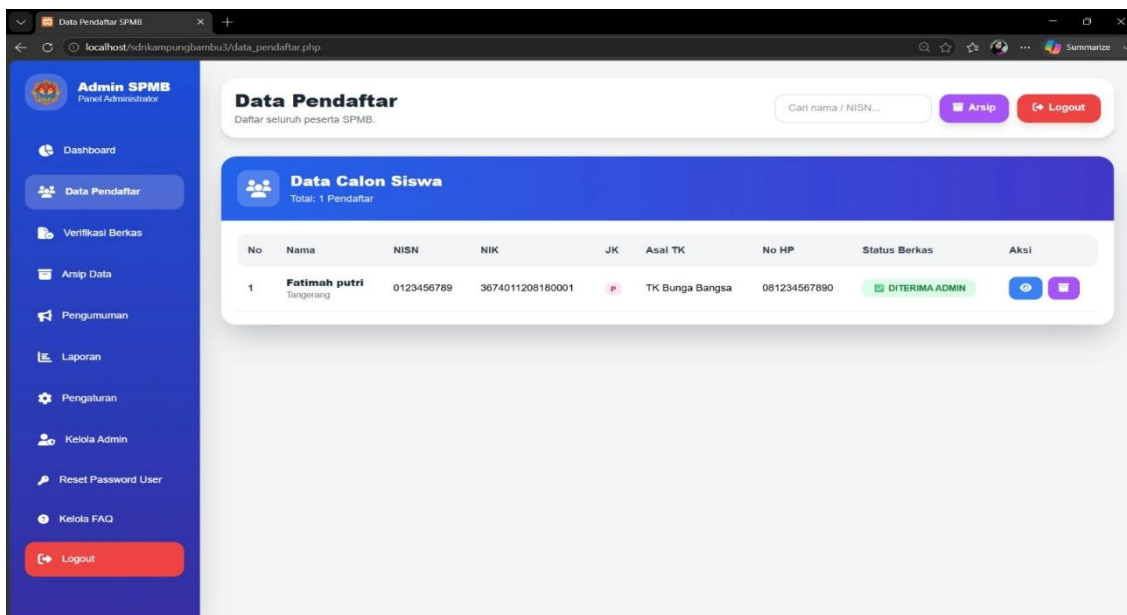 Data Pendaftar SPMB
localhost/sdnkampungbambu3/data_pendaftar.php
Summarize
Admin SPMB
Panel Administrator
Dashboard
Data Pendaftar
Verifikasi Berkas
Arsip Data
Pengumuman
Laporan
Pengaturan
Kelola Admin
Reset Password User
Kelola FAQ
Logout
Data Pendaftar
Daftar seluruh peserta SPMB.
Cari nama / NISN...
Arsip
Logout
Data Calon Siswa
Total: 1 Pendaftar
No Nama NISN NIK JK Asal TK No HP Status Berkas Aksi
1 Fatimah putri 0123456789 3674011208180001 P TK Bunga Bangsa 081234567890 DITERIMA ADMIN
Tangerang